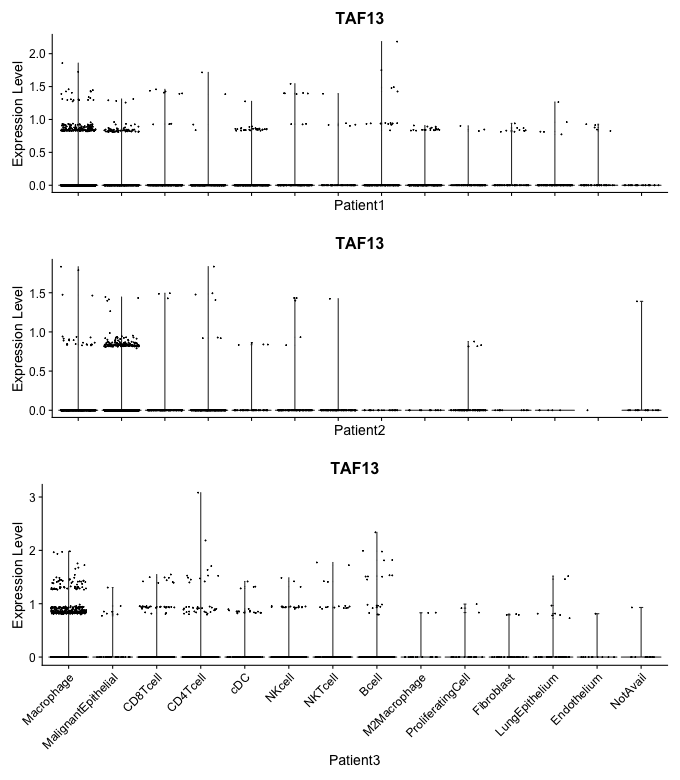 TAF13
Expression Level
2.0
1.5
1.0
0.5
0.0
Patient1
TAF13
Expression Level
1.5
1.0
0.5
0.0
Patient2
TAF13
Expression Level
3
2
1
0
Macrophage
MalignantEpithelial
CD8Tcell
CD4Tcell
cDC
NKcell
NKTcell
Bcell
M2Macrophage
ProliferatingCell
Fibroblast
LungEpithelium
Endothelium
NotAvail
Patient3